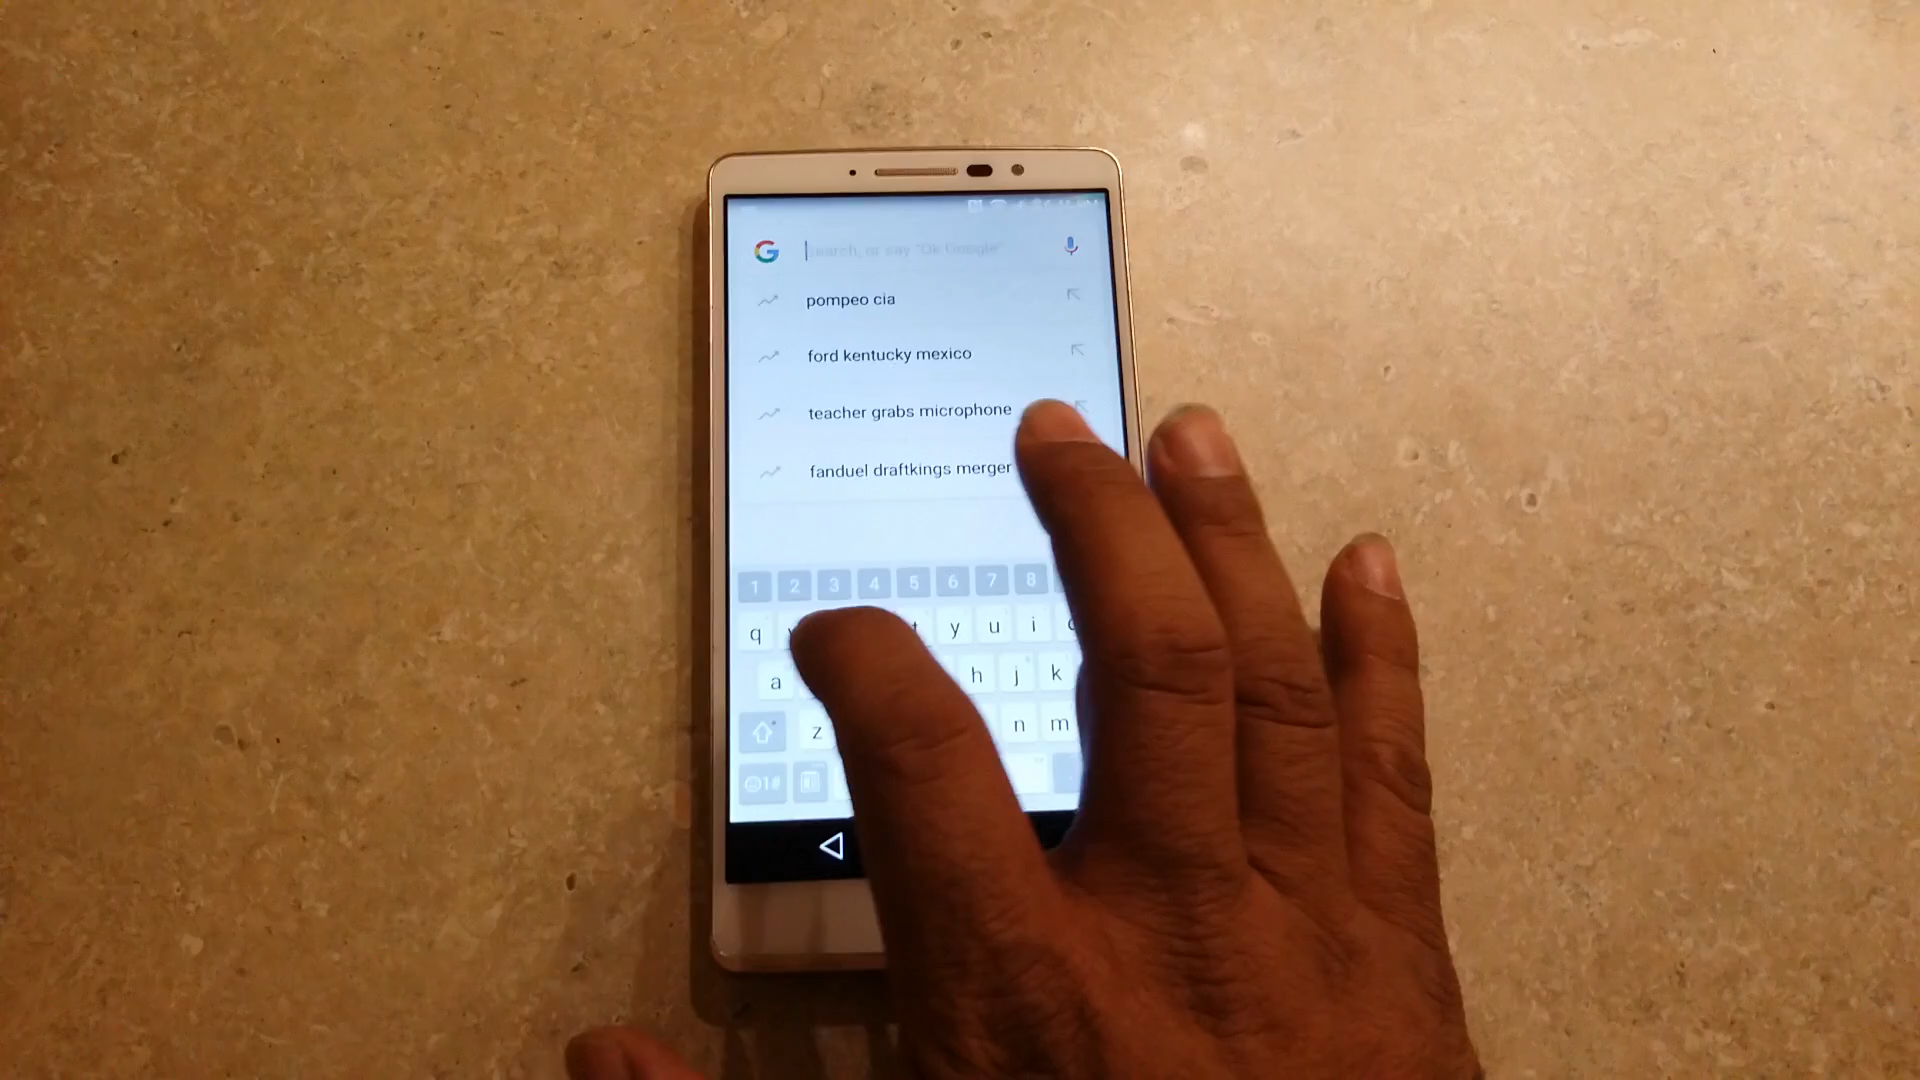 Search, or say "Ok Google"
pompeo cia
ford kentucky mexico
teacher grabs microphone
fanduel draftkings merger
1 2 3 4 5 6 7 8
q t y u i
a h j k
z n m
1#